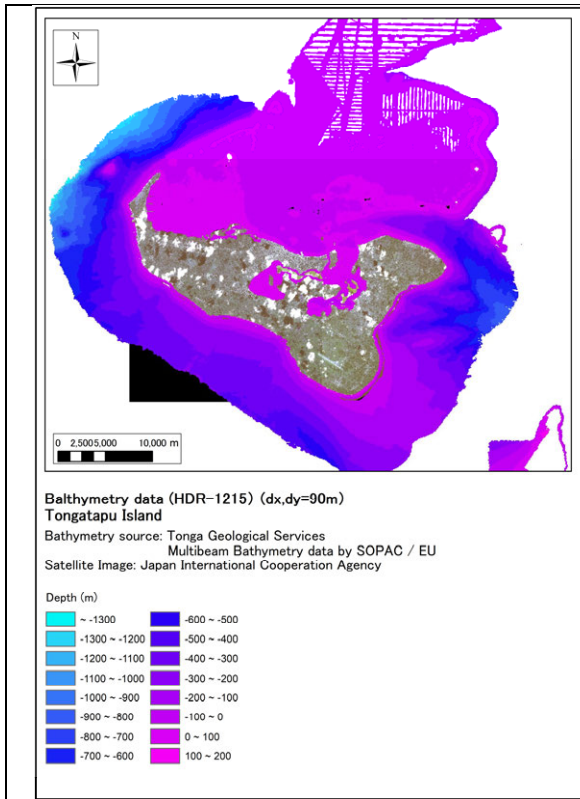 N
0 2,5005,000 10,000 m
Balthymetry data (HDR-1215) (dx,dy=90m)
Tongatapu Island
Bathymetry source: Tonga Geological Services
Multibeam Bathymetry data by SOPAC / EU
Satellite Image: Japan International Cooperation Agency
Depth (m)
~ -1300
-1300 ~ -1200
-1200 ~ -1100
-1100 ~ -1000
-1000 ~ -900
-900 ~ -800
-800 ~ -700
-700 ~ -600
-600 ~ -500
-500 ~ -400
-400 ~ -300
-300 ~ -200
-200 ~ -100
-100 ~ 0
0 ~ 100
100 ~ 200